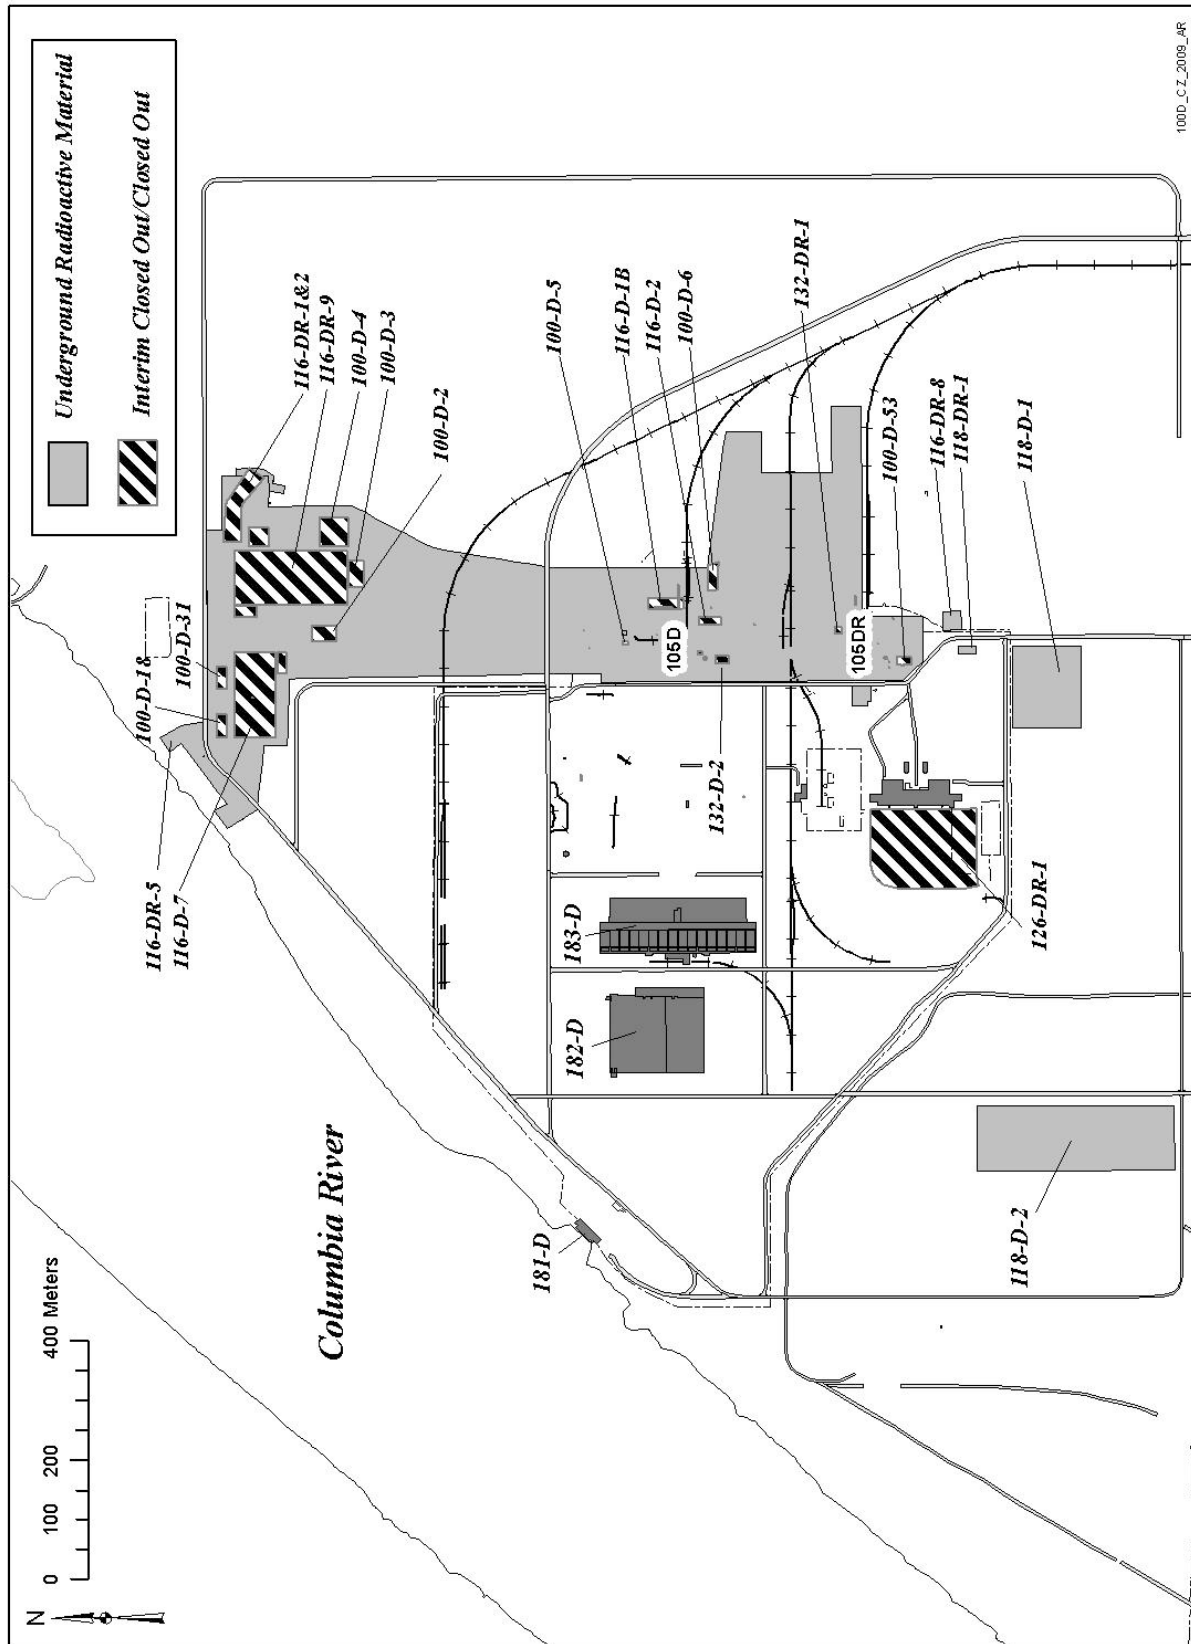 Underground Radioactive Material
Interim Closed Out/Closed Out
116-DR-1&2
116-DR-9
100-D-4
100-D-3
100-D-2
100-D-31
100-D-18
116-DR-5
116-D-7
100-D-5
116-D-1B
116-D-2
100-D-6
132-DR-1
100-D-53
116-DR-8
118-DR-1
118-D-1
105D
105DR
132-D-2
183-D
182-D
126-DR-1
181-D
118-D-2
Columbia River
N
0 100 200 400 Meters
100D_CZ_2009_AR